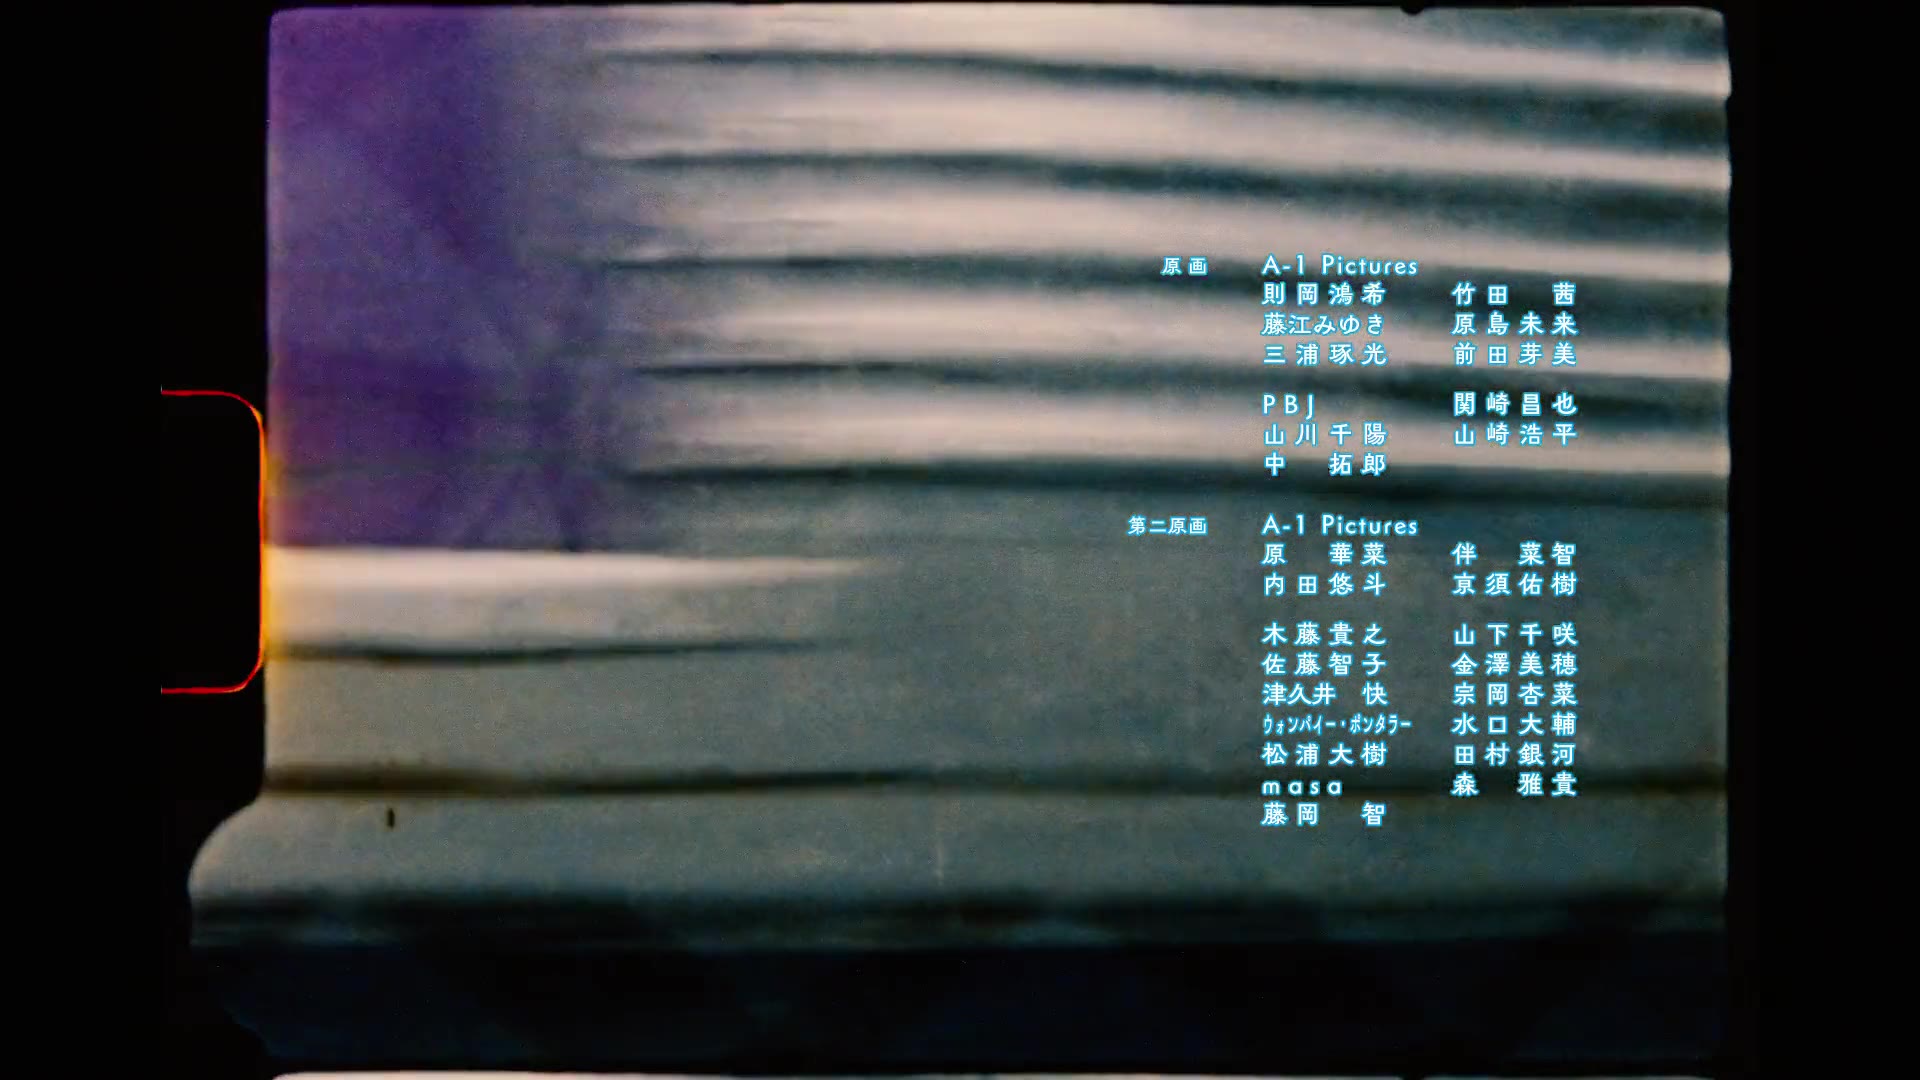 原画 A-1 Pictures
則岡鴻希 竹田 茜
藤江みゆき 原島未来
三浦琢光 前田芽美
PBJ 関崎昌也
山川千陽 山崎浩平
中 拓郎
第二原画 A-1 Pictures
原 華菜 伴 菜智
内田悠斗 京須佑樹
木藤貴之 山下千咲
佐藤智子 金澤美穂
津久井 快 宗岡杏菜
ウォンパイー・ポンタラー 水口大輔
松浦大樹 田村銀河
masa 森 雅貴
藤岡 智